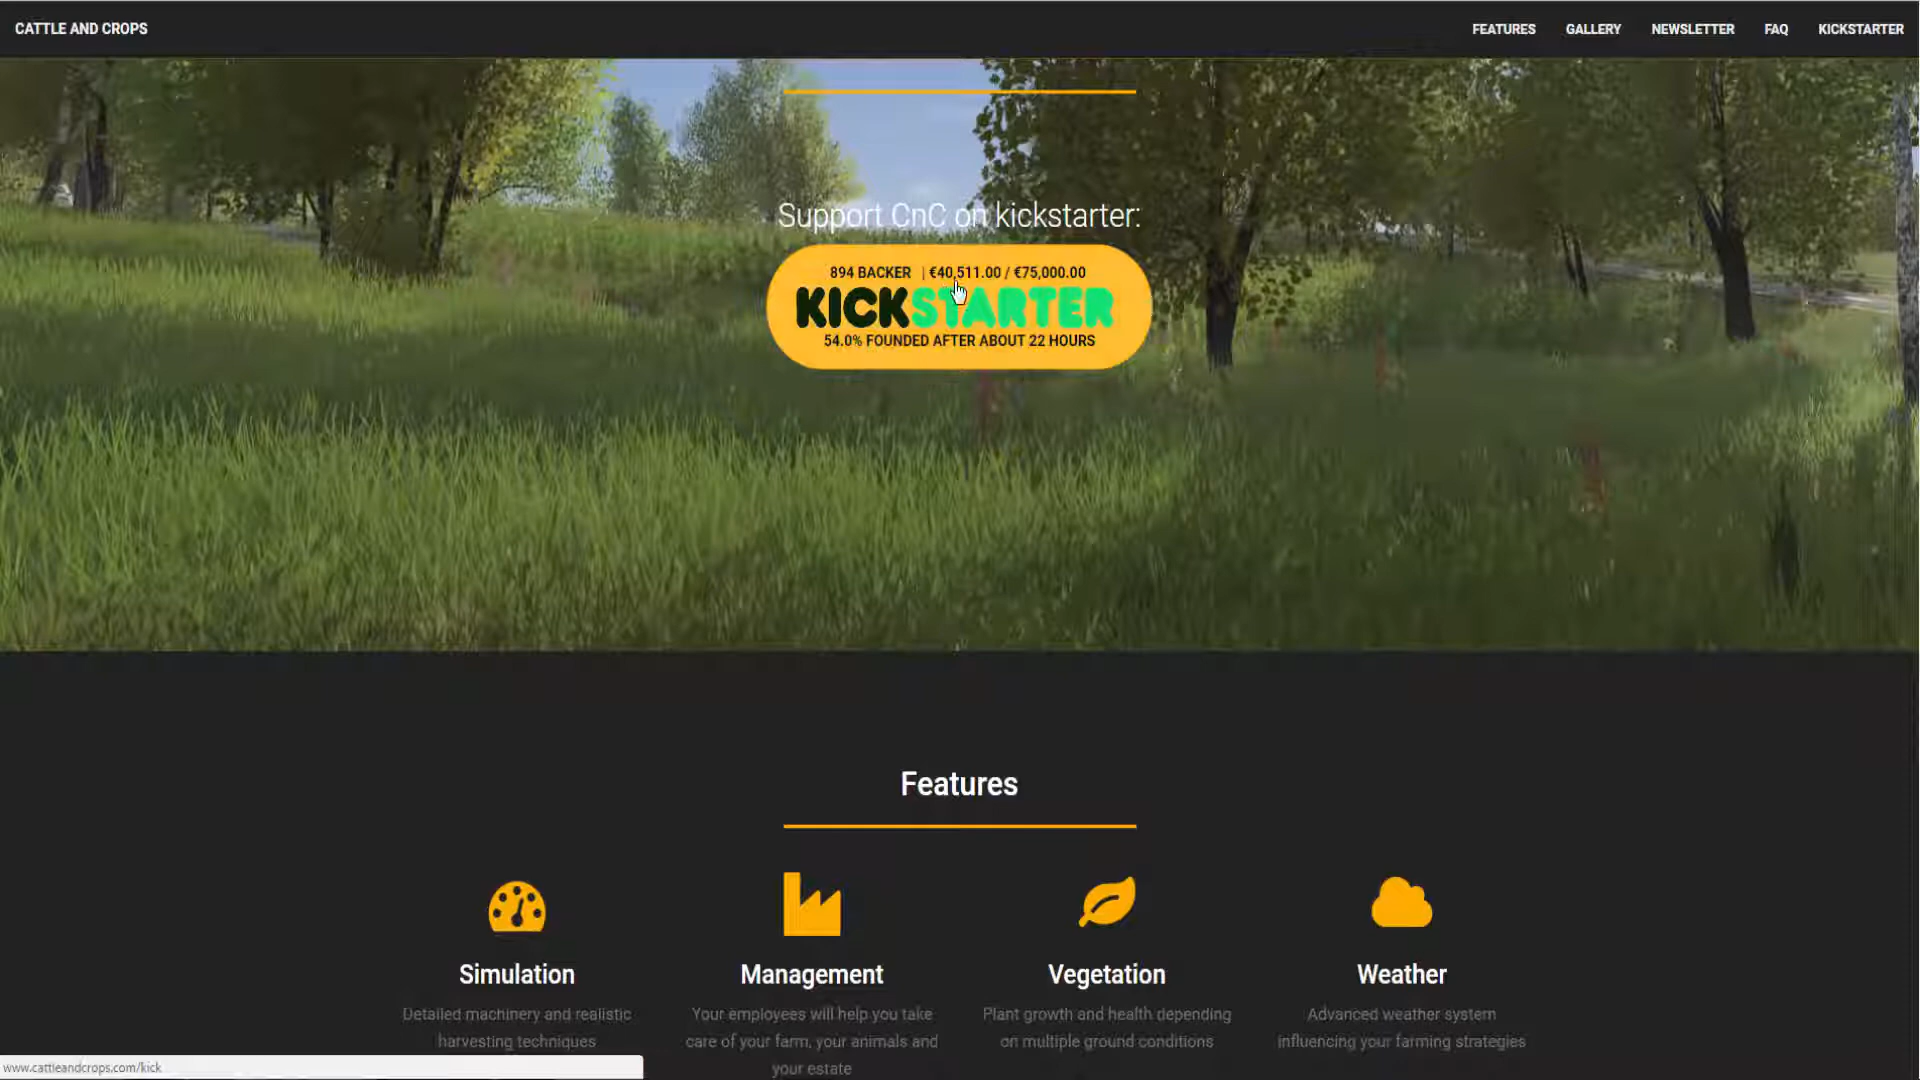 CATTLE AND CROPS
FEATURES GALLERY NEWSLETTER FAQ KICKSTARTER
Support CnC on kickstarter:
894 BACKER | €40,511.00 / €75,000.00
KICKSTARTER
54.0% FOUNDED AFTER ABOUT 22 HOURS
Features
Simulation
Detailed machinery and realistic
harvesting techniques
Management
Your employees will help you take
care of your farm, your animals and
your estate
Vegetation
Plant growth and health depending
on multiple ground conditions
Weather
Advanced weather system
influencing your farming strategies
www.cattleandcrops.com/kick